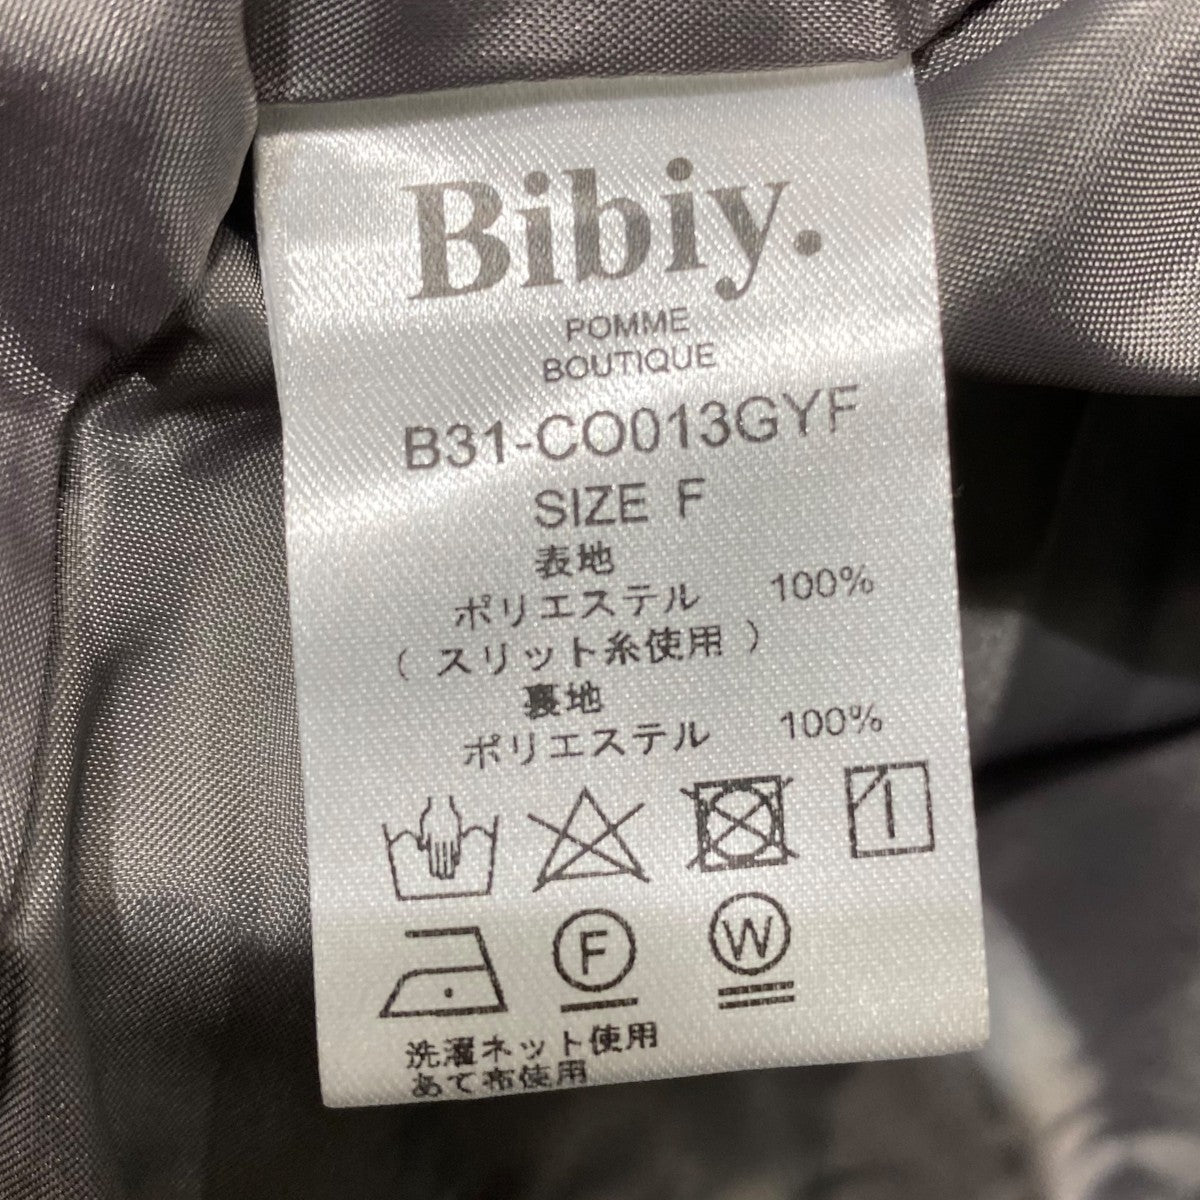 Bibiy.
POMME
BOUTIQUE
B31-CO013GYF
SIZE F
表地
ポリエステル 100%
( スリット糸使用 )
裏地
ポリエステル 100%
F
W
洗濯ネット使用
あて布使用